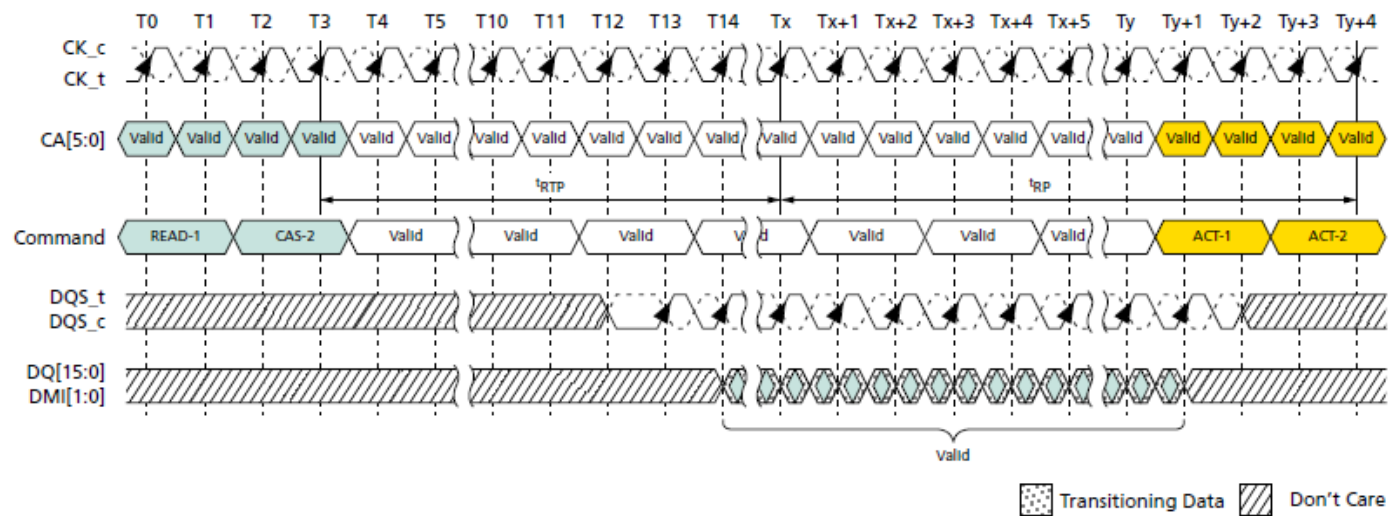 T0 T1 T2 T3 T4 T5 T10 T11 T12 T13 T14 Tx Tx+1 Tx+2 Tx+3 Tx+4 Tx+5 Ty Ty+1 Ty+2 Ty+3 Ty+4
CK_c
CK_t
CA[5:0] Valid Valid Valid Valid Valid Valid Valid Valid Valid Valid Valid Valid Valid Valid Valid Valid Valid Valid Valid Valid Valid Valid
tRTP tRP
Command READ-1 CAS-2 Valid Valid Valid Valid Valid Valid Valid ACT-1 ACT-2
DQS_t
DQS_c
DQ[15:0]
DMI[1:0]
Valid
Transitioning Data Don't Care